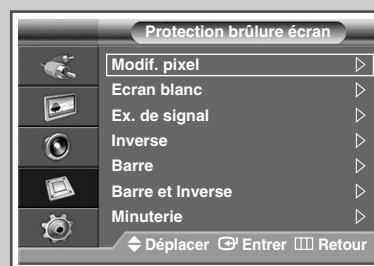 Protection brûlure écran
Modif. pixel
Ecran blanc
Ex. de signal
Inverse
Barre
Barre et Inverse
Minuterie
Déplacer Entrer Retour